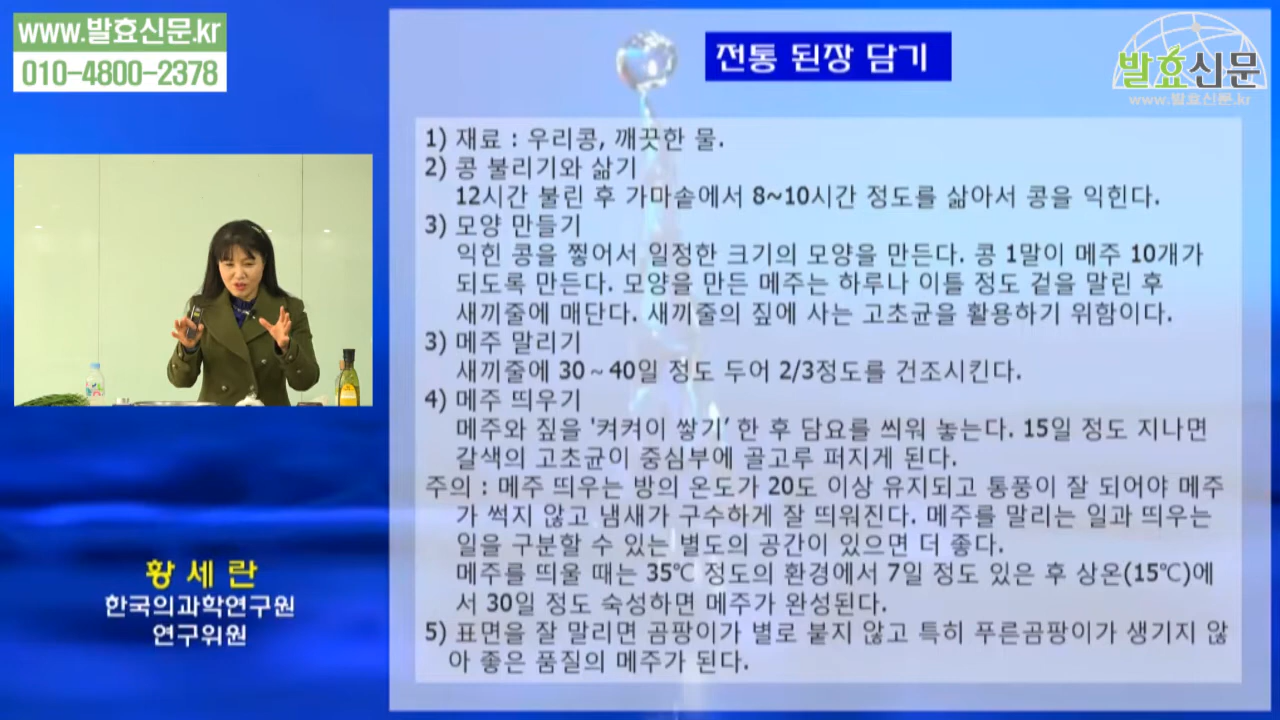 www.발효신문.kr
010-4800-2378
전통 된장 담기
발효신문
www.발효신문.kr
1) 재료 : 우리콩, 깨끗한 물.
2) 콩 불리기와 삶기
12시간 불린 후 가마솥에서 8~10시간 정도를 삶아서 콩을 익힌다.
3) 모양 만들기
익힌 콩을 찧어서 일정한 크기의 모양을 만든다. 콩 1말이 메주 10개가
되도록 만든다. 모양을 만든 메주는 하루나 이틀 정도 겉을 말린 후
새끼줄에 매단다. 새끼줄의 짚에 사는 고초균을 활용하기 위함이다.
3) 메주 말리기
새끼줄에 30~40일 정도 두어 2/3정도를 건조시킨다.
4) 메주 띄우기
메주와 짚을 '켜켜이 쌓기' 한 후 담요를 씌워 놓는다. 15일 정도 지나면
갈색의 고초균이 중심부에 골고루 퍼지게 된다.
주의 : 메주 띄우는 방의 온도가 20도 이상 유지되고 통풍이 잘 되어야 메주
가 썩지 않고 냄새가 구수하게 잘 띄워진다. 메주를 말리는 일과 띄우는
일을 구분할 수 있는 별도의 공간이 있으면 더 좋다.
메주를 띄울 때는 35℃ 정도의 환경에서 7일 정도 있은 후 상온(15℃)에
서 30일 정도 숙성하면 메주가 완성된다.
5) 표면을 잘 말리면 곰팡이가 별로 붙지 않고 특히 푸른곰팡이가 생기지 않
아 좋은 품질의 메주가 된다.
황 세 란
한국의과학연구원
연구위원